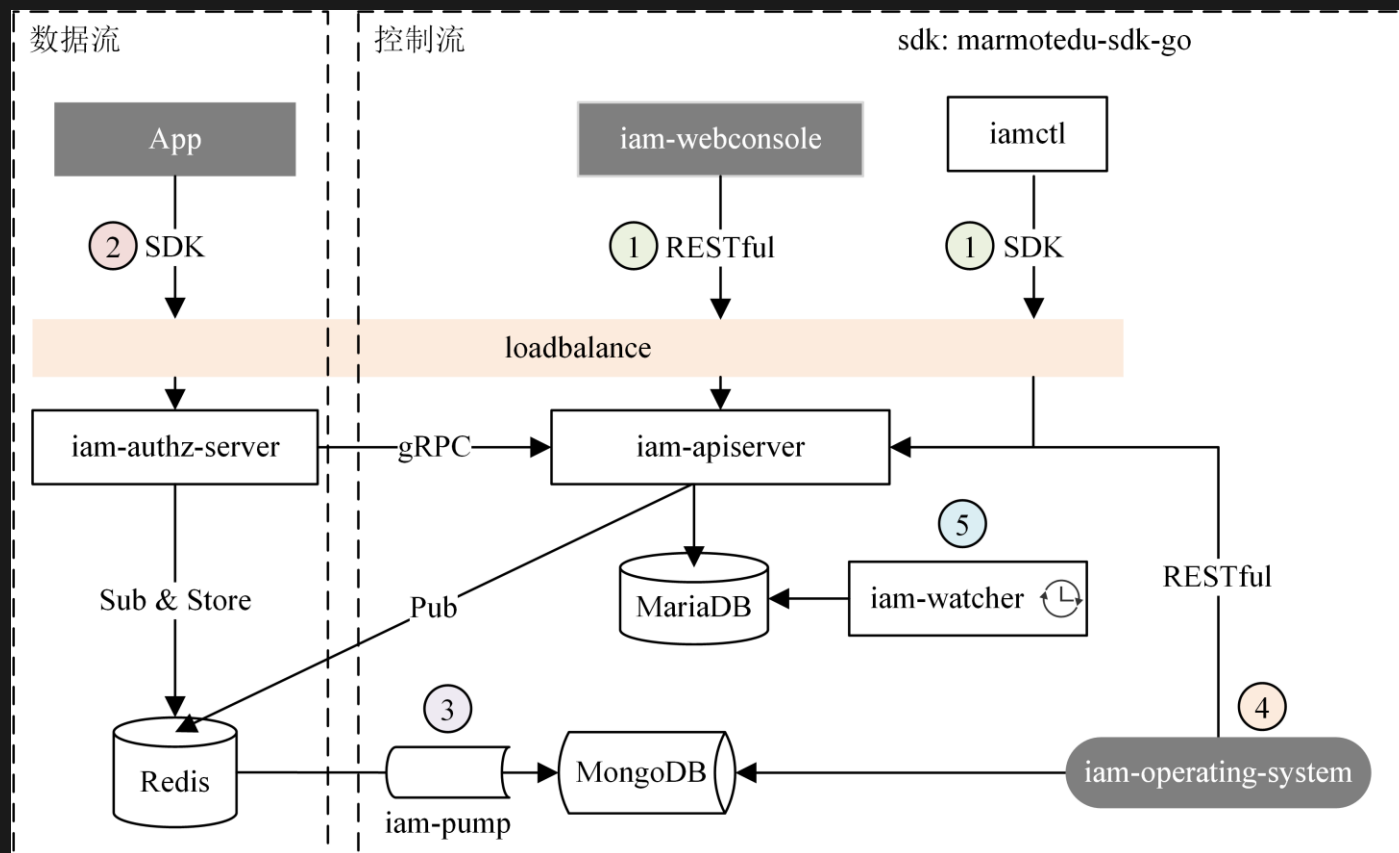 数据流
控制流
sdk: marmotedu-sdk-go
App
iam-webconsole
iamctl
2 SDK
1 RESTful
1 SDK
loadbalance
iam-authz-server
gRPC
iam-apiserver
5
Sub & Store
Pub
MariaDB
iam-watcher
RESTful
3
4
Redis
MongoDB
iam-operating-system
iam-pump